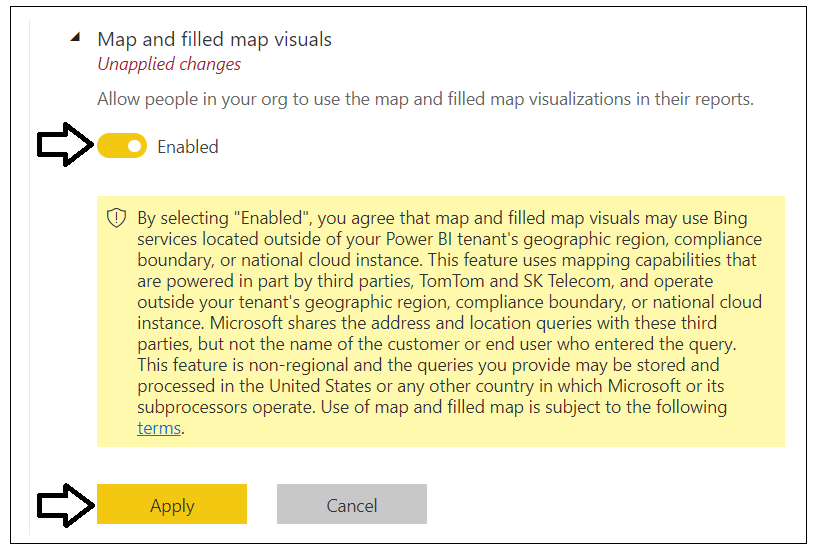 Map and filled map visuals
Unapplied changes
Allow people in your org to use the map and filled map visualizations in their reports.
Enabled
By selecting "Enabled", you agree that map and filled map visuals may use Bing
services located outside of your Power BI tenant's geographic region, compliance
boundary, or national cloud instance. This feature uses mapping capabilities that
are powered in part by third parties, TomTom and SK Telecom, and operate
outside your tenant's geographic region, compliance boundary, or national cloud
instance. Microsoft shares the address and location queries with these third
parties, but not the name of the customer or end user who entered the query.
This feature is non-regional and the queries you provide may be stored and
processed in the United States or any other country in which Microsoft or its
subprocessors operate. Use of map and filled map is subject to the following
terms.
Apply
Cancel